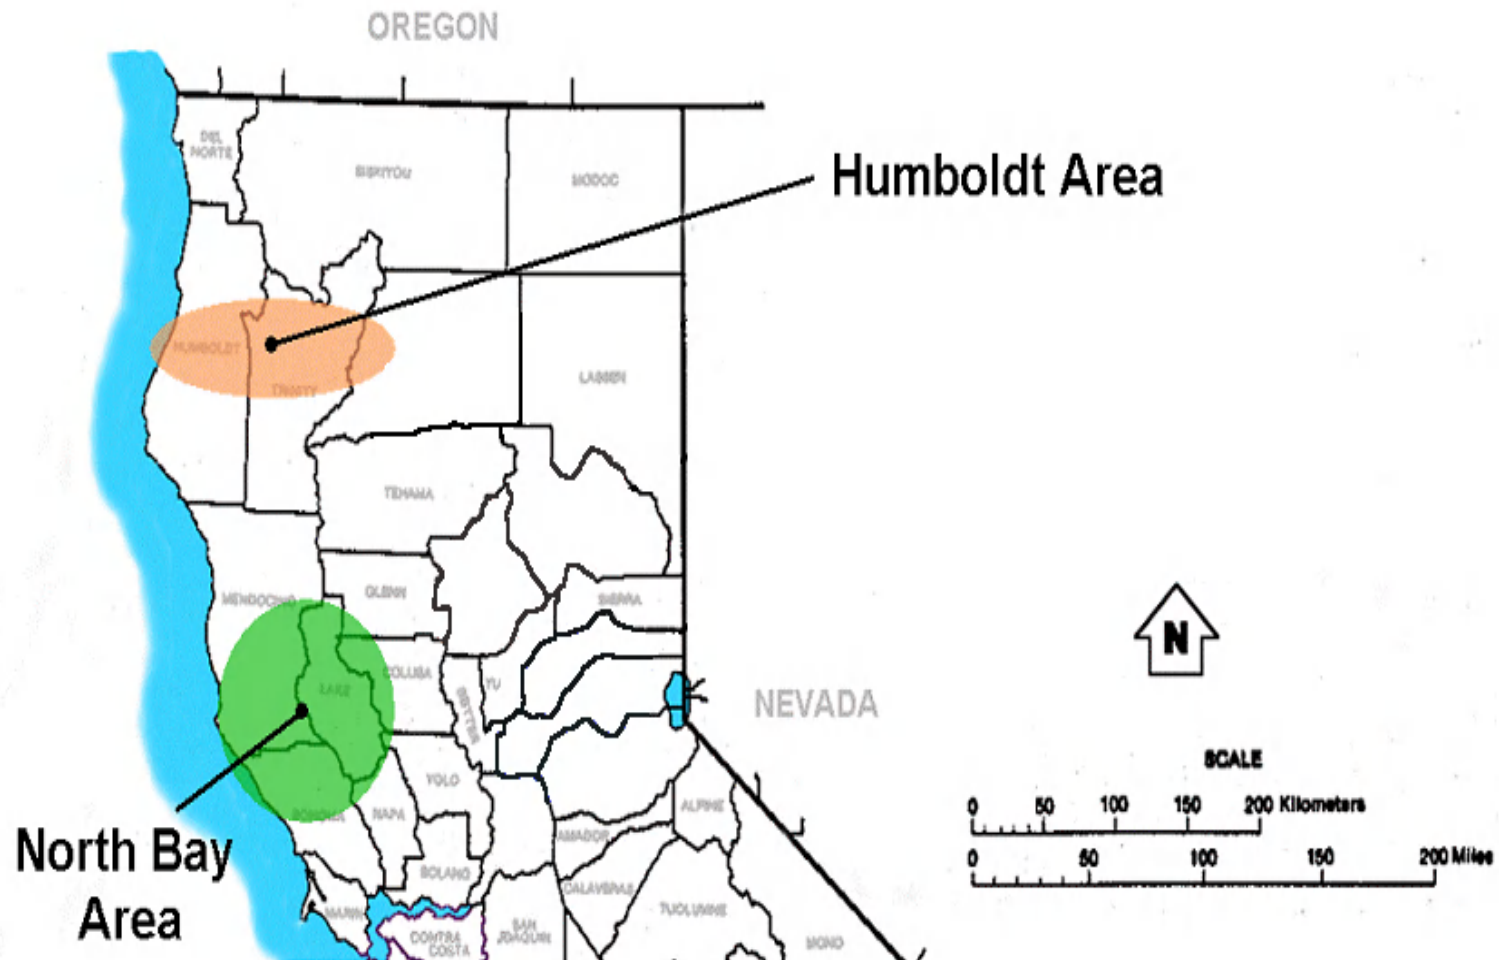 OREGON
DEL
NORTE
SISKIYOU
MODOC
Humboldt Area
HUMBOLDT
TRINITY
LASSEN
TEHAMA
MENDOCINO
GLENN
SIERRA
N
LAKE
COLUSA
YU
SUTTER
NEVADA
SCALE
0 50 100 150 200 Kilometers
0 50 100 150 200 Miles
YOLO
SONOMA
NAPA
ALPINE
AMADOR
North Bay
Area
SOLANO
CALAVERAS
MARIN
TUOLUMNE
CONTRA
COSTA
SAN
JOAQUIN
MONO